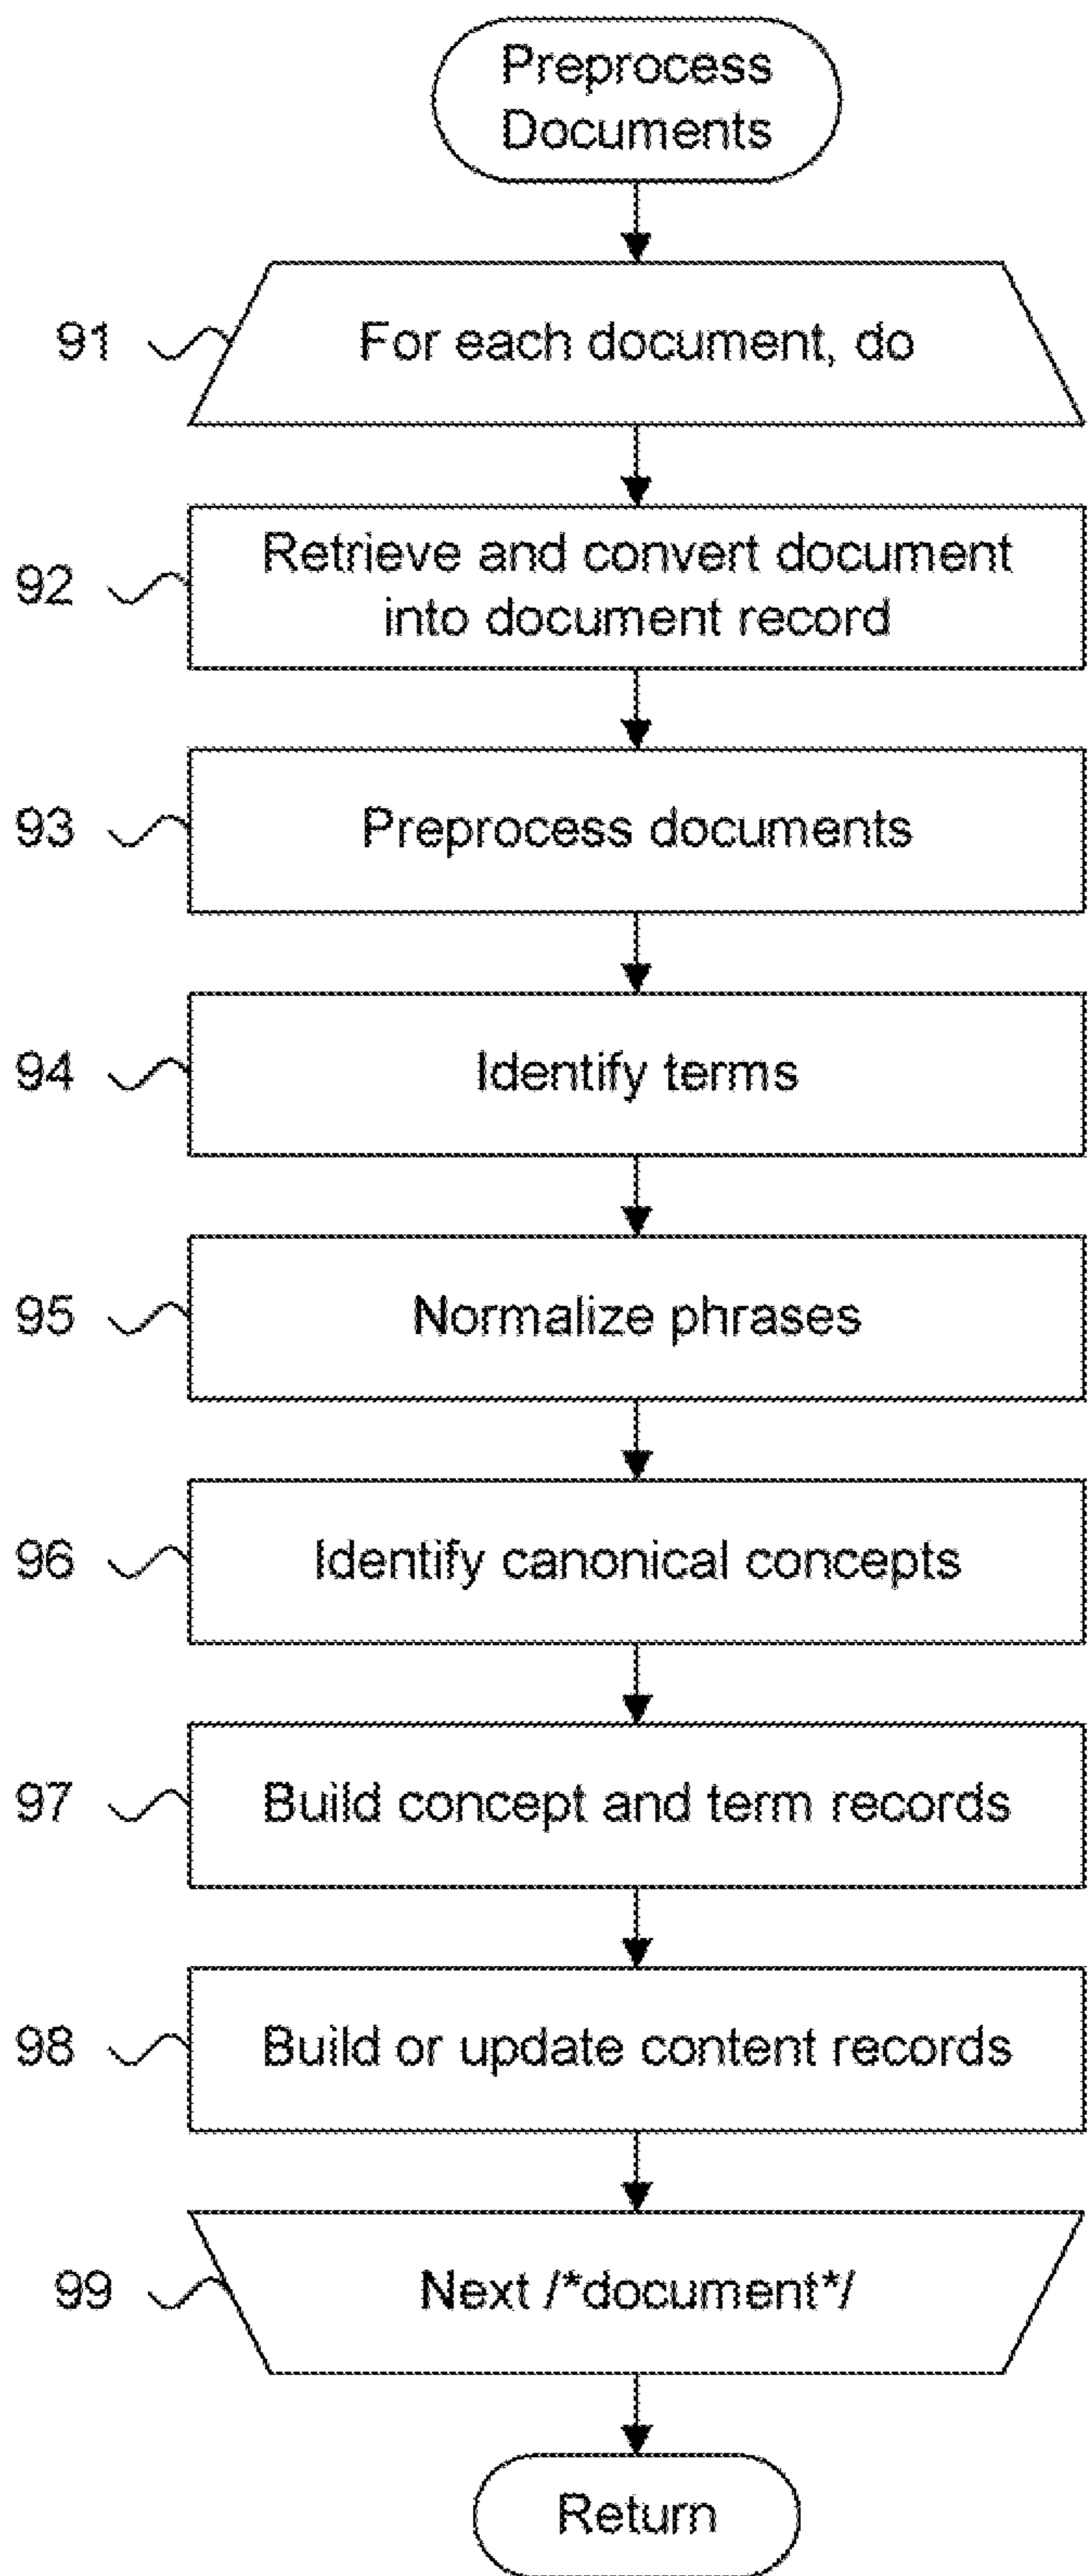 Preprocess
Documents
91 For each document, do
92 Retrieve and convert document
into document record
93 Preprocess documents
94 Identify terms
95 Normalize phrases
96 Identify canonical concepts
97 Build concept and term records
98 Build or update content records
99 Next /*document*/
Return